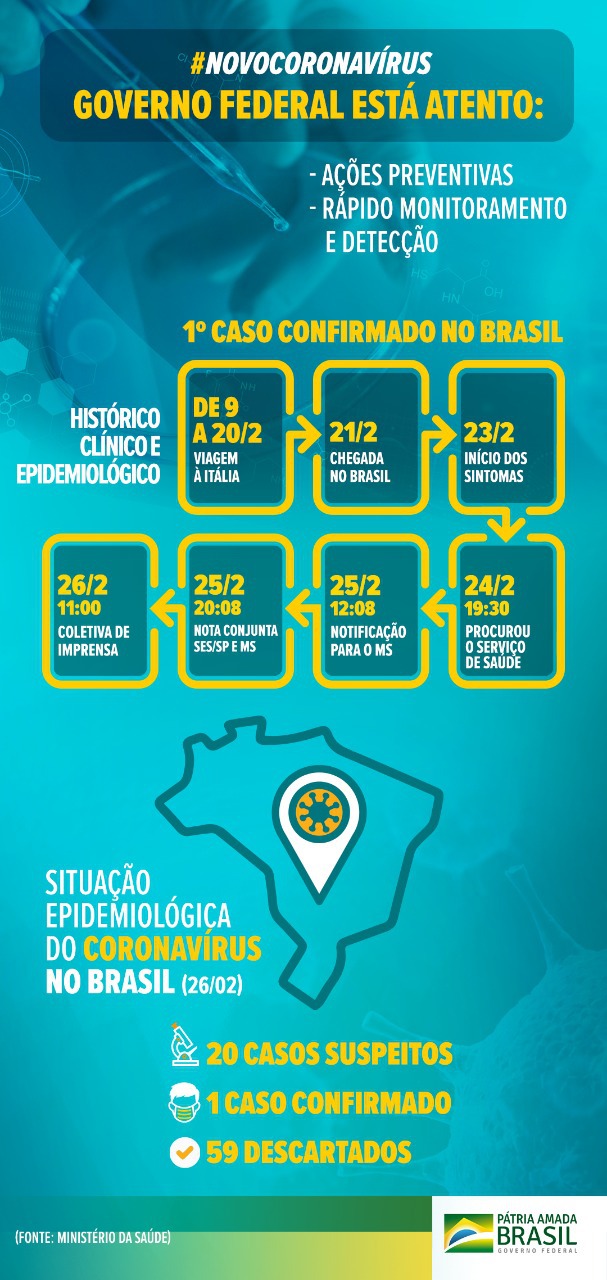 #NOVOCORONAVÍRUS
GOVERNO FEDERAL ESTÁ ATENTO:
- AÇÕES PREVENTIVAS
- RÁPIDO MONITORAMENTO
E DETECÇÃO
1º CASO CONFIRMADO NO BRASIL
HISTÓRICO
CLÍNICO E
EPIDEMIOLÓGICO
DE 9
A 20/2
VIAGEM
À ITÁLIA
21/2
CHEGADA
NO BRASIL
23/2
INÍCIO DOS
SINTOMAS
24/2
19:30
PROCUROU
O SERVIÇO
DE SAÚDE
25/2
12:08
NOTIFICAÇÃO
PARA O MS
25/2
20:08
NOTA CONJUNTA
SES/SP E MS
26/2
11:00
COLETIVA DE
IMPRENSA
SITUAÇÃO
EPIDEMIOLÓGICA
DO CORONAVÍRUS
NO BRASIL (26/02)
20 CASOS SUSPEITOS
1 CASO CONFIRMADO
59 DESCARTADOS
(FONTE: MINISTÉRIO DA SAÚDE)
PÁTRIA AMADA
BRASIL
GOVERNO FEDERAL